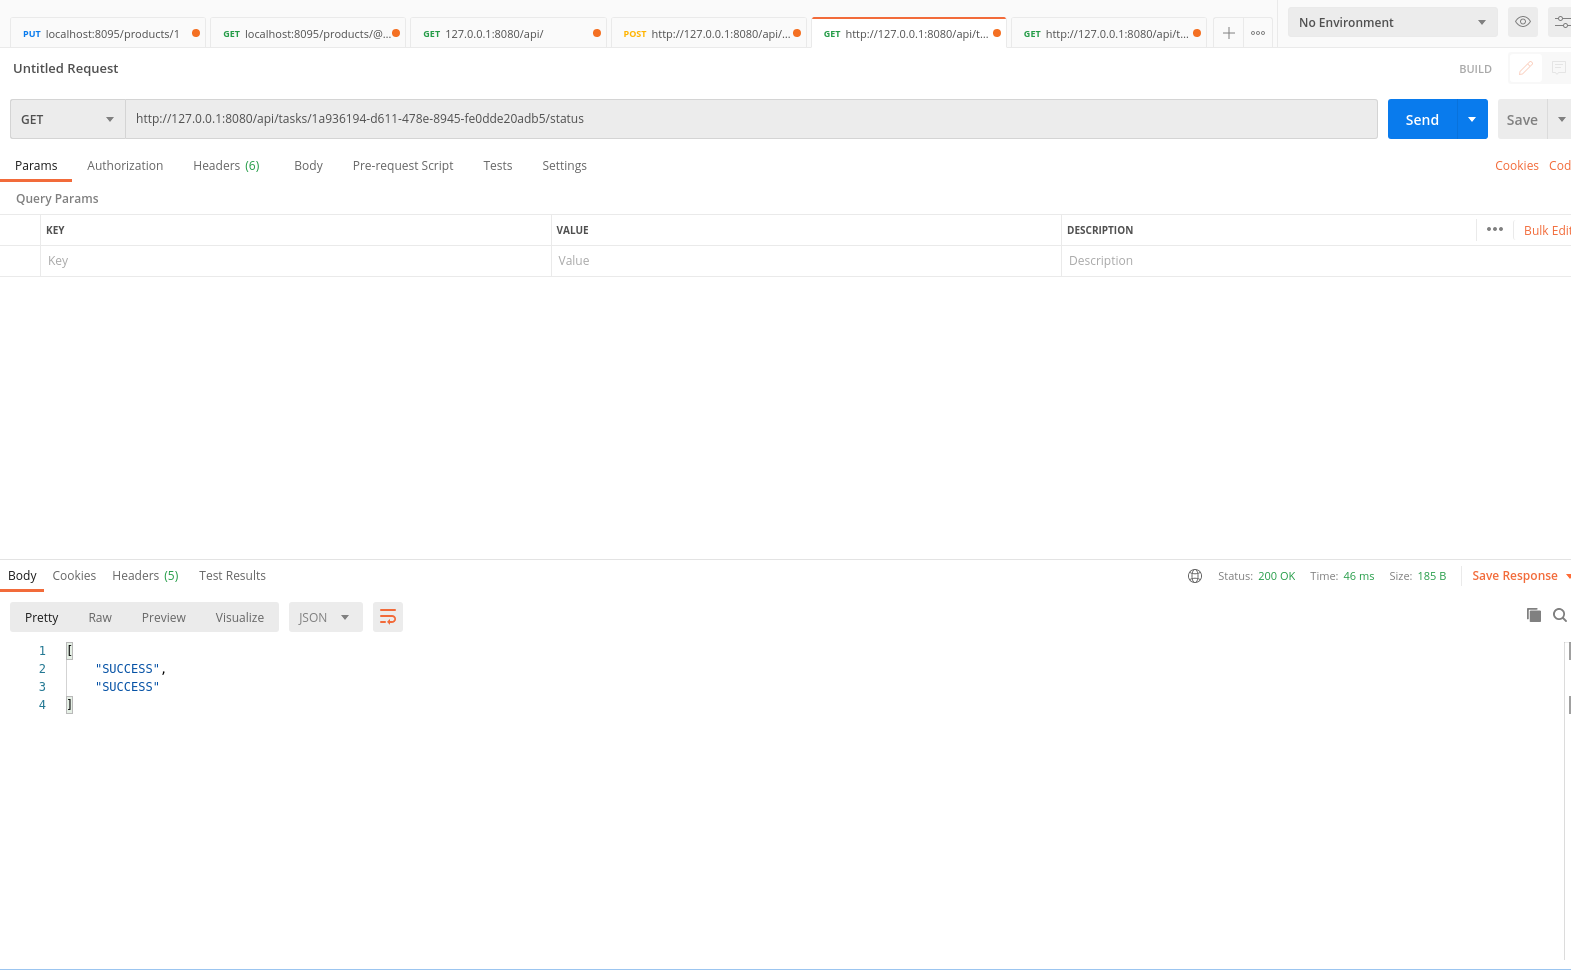 PUT localhost:8095/products/1 GET localhost:8095/products/@... GET 127.0.0.1:8080/api/ POST http://127.0.0.1:8080/api/... GET http://127.0.0.1:8080/api/t... GET http://127.0.0.1:8080/api/t... No Environment
Untitled Request BUILD
GET http://127.0.0.1:8080/api/tasks/1a936194-d611-478e-8945-fe0dde20adb5/status Send Save
Params Authorization Headers (6) Body Pre-request Script Tests Settings Cookies Cod
Query Params
KEY VALUE DESCRIPTION Bulk Edit
Key Value Description
Body Cookies Headers (5) Test Results Status: 200 OK Time: 46 ms Size: 185 B Save Response
Pretty Raw Preview Visualize JSON
1 [
2 "SUCCESS",
3 "SUCCESS"
4 ]